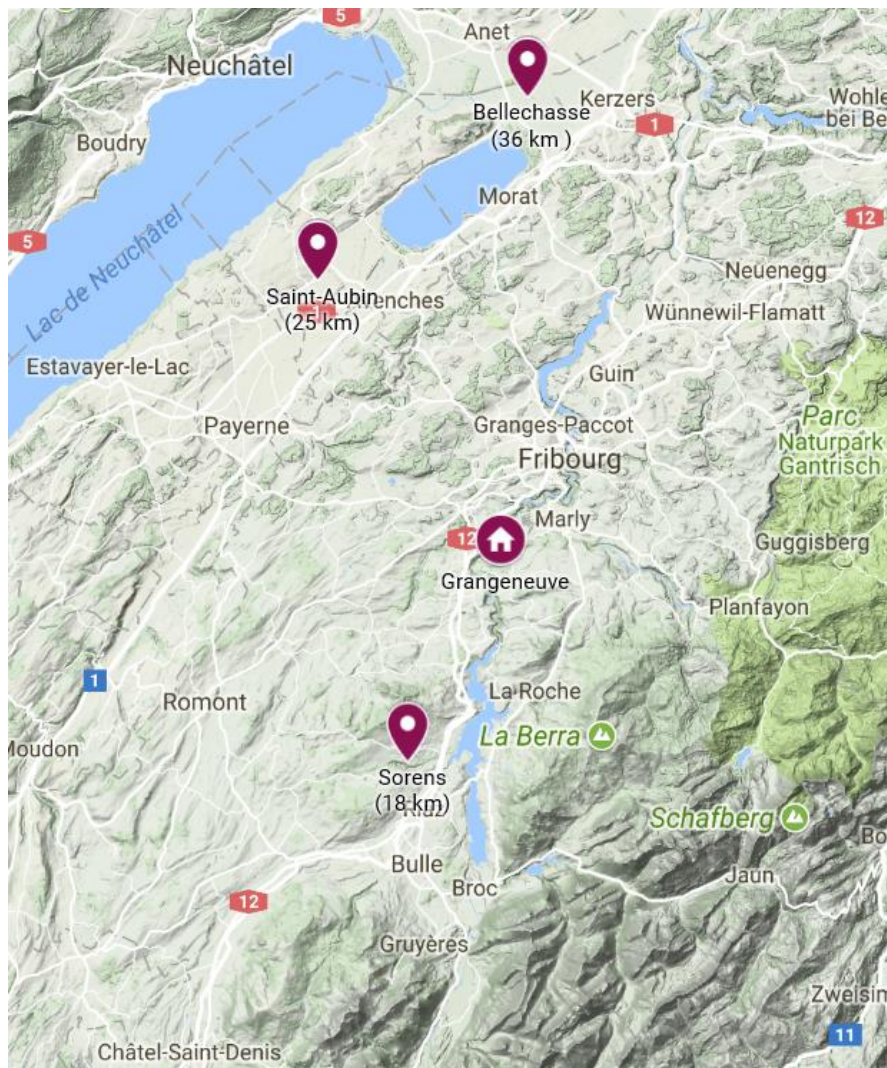 5
Anet
Neuchâtel
Kerzers
Bellechasse
(36 km )
Wohle
bei Be
1
Boudry
Morat
12
5
Lac de Neuchâtel
Neuenegg
Saint-Aubin
(25 km)
Wünnewil-Flamatt
Estavayer-le-Lac
Guin
Payerne
Granges-Paccot
Parc
Naturpark
Gantrisch
Fribourg
Marly
12
Guggisberg
Grangeneuve
Planfayon
1
Romont
La Roche
La Berra
Moudon
Sorens
(18 km)
Schafberg
Bo
Bulle
Jaun
Broc
12
Gruyères
Zweisim
11
Châtel-Saint-Denis